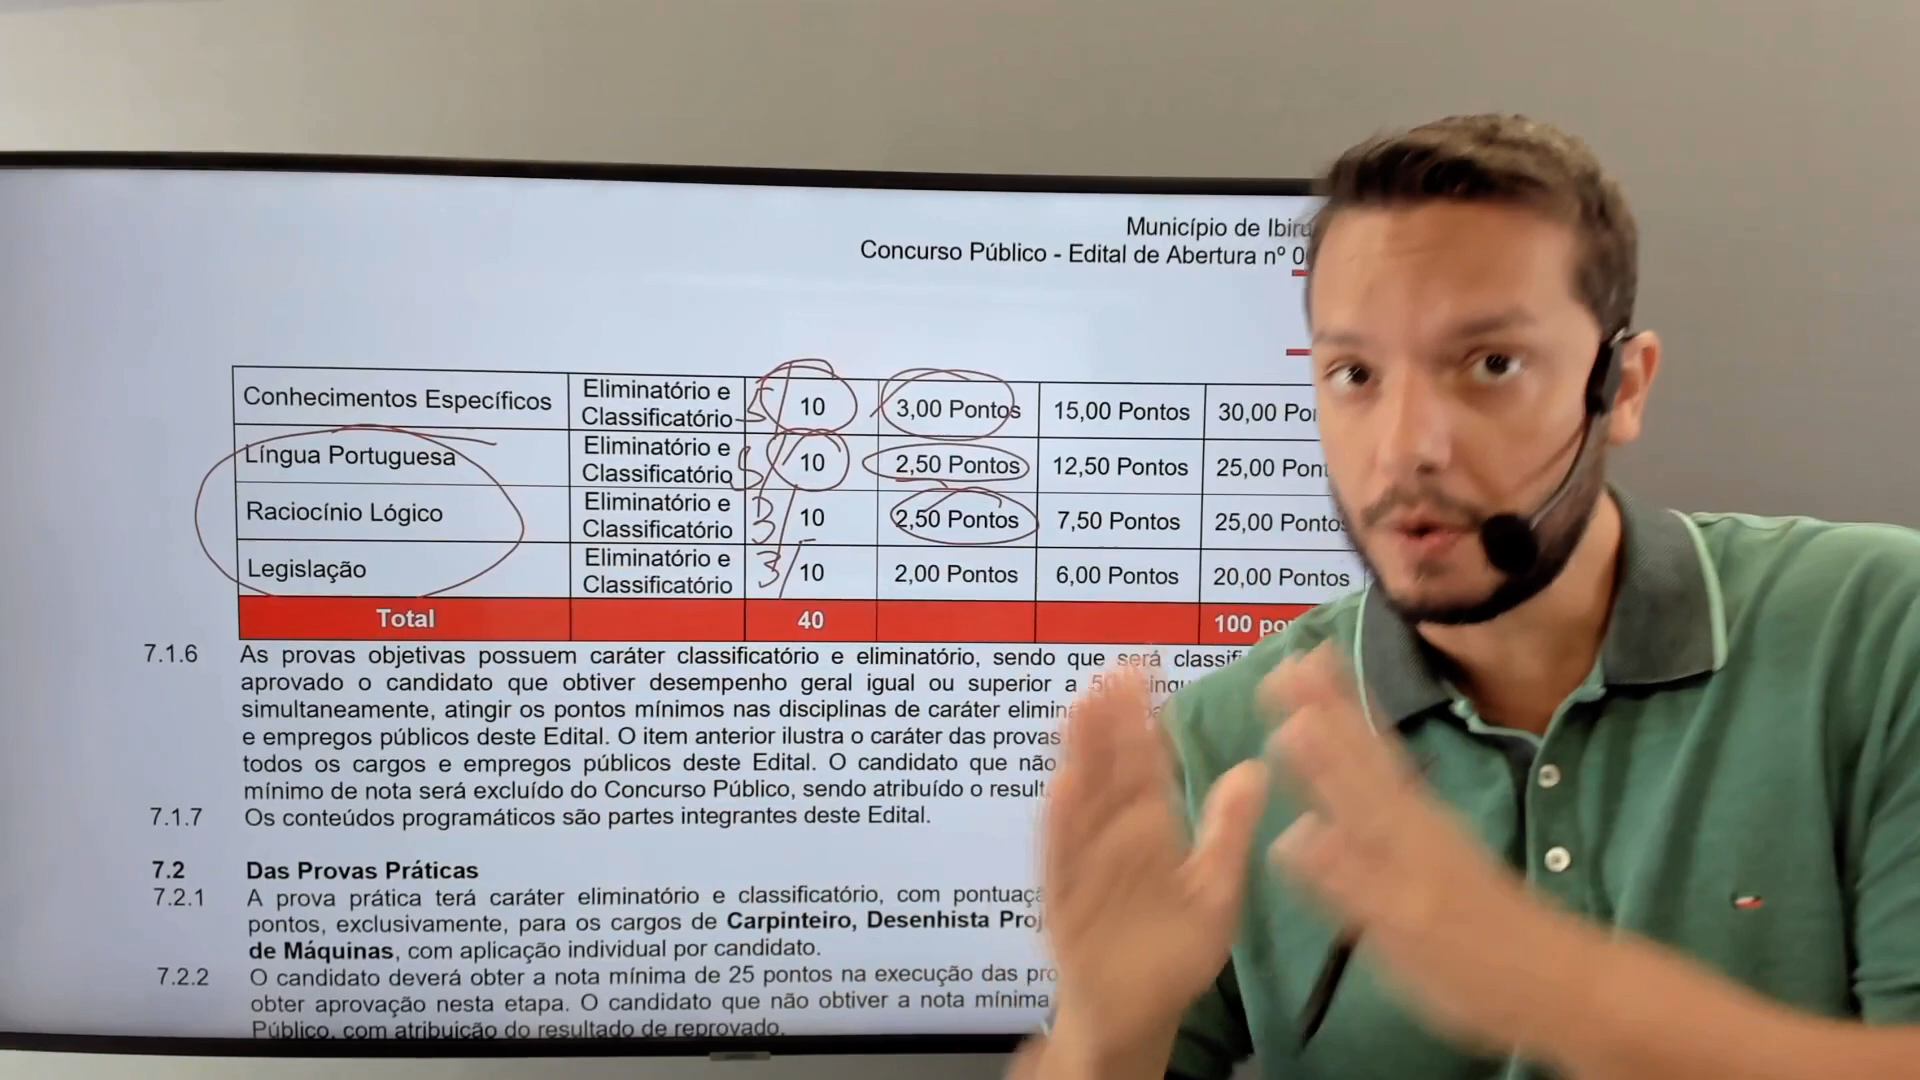 Município de Ibiru
Concurso Público - Edital de Abertura nº 0
Conhecimentos Específicos Eliminatório e Classificatório 5/ 10 3,00 Pontos 15,00 Pontos 30,00 Po
Língua Portuguesa Eliminatório e Classificatório 5/ 10 2,50 Pontos 12,50 Pontos 25,00 Pont
Raciocínio Lógico Eliminatório e Classificatório 3/ 10 2,50 Pontos 7,50 Pontos 25,00 Pontos
Legislação Eliminatório e Classificatório 3/ 10 2,00 Pontos 6,00 Pontos 20,00 Pontos
Total 40 100 po
7.1.6 As provas objetivas possuem caráter classificatório e eliminatório, sendo que será classif
aprovado o candidato que obtiver desempenho geral igual ou superior a 50
simultaneamente, atingir os pontos mínimos nas disciplinas de caráter elimin
e empregos públicos deste Edital. O item anterior ilustra o caráter das provas
todos os cargos e empregos públicos deste Edital. O candidato que não
mínimo de nota será excluído do Concurso Público, sendo atribuído o result
7.1.7 Os conteúdos programáticos são partes integrantes deste Edital.
7.2 Das Provas Práticas
7.2.1 A prova prática terá caráter eliminatório e classificatório, com pontuaç
pontos, exclusivamente, para os cargos de Carpinteiro, Desenhista Proj
de Máquinas, com aplicação individual por candidato.
7.2.2 O candidato deverá obter a nota mínima de 25 pontos na execução das pro
obter aprovação nesta etapa. O candidato que não obtiver a nota mínima
Público, com atribuição do resultado de reprovado.